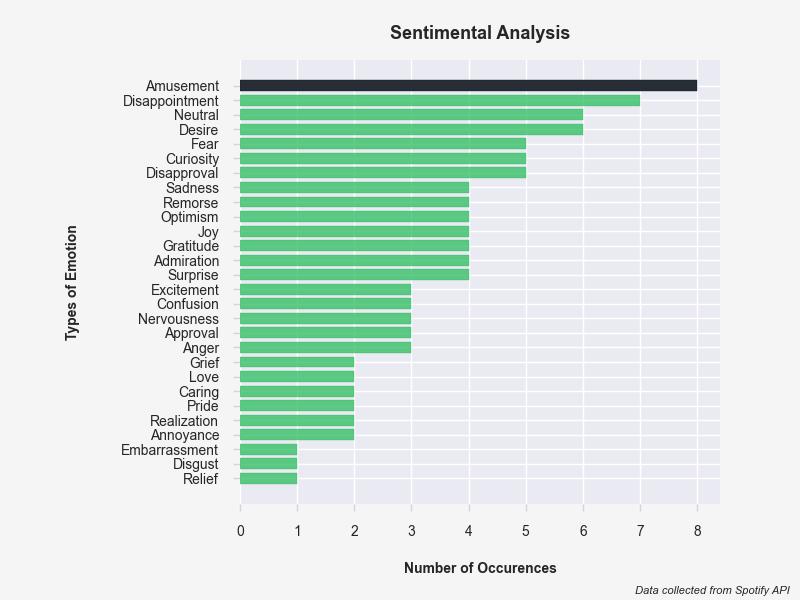 Sentimental Analysis
Amusement
Disappointment
Neutral
Desire
Fear
Curiosity
Disapproval
Sadness
Remorse
Optimism
Joy
Gratitude
Admiration
Surprise
Excitement
Confusion
Nervousness
Approval
Anger
Grief
Love
Caring
Pride
Realization
Annoyance
Embarrassment
Disgust
Relief
Types of Emotion
0 1 2 3 4 5 6 7 8
Number of Occurences
Data collected from Spotify API